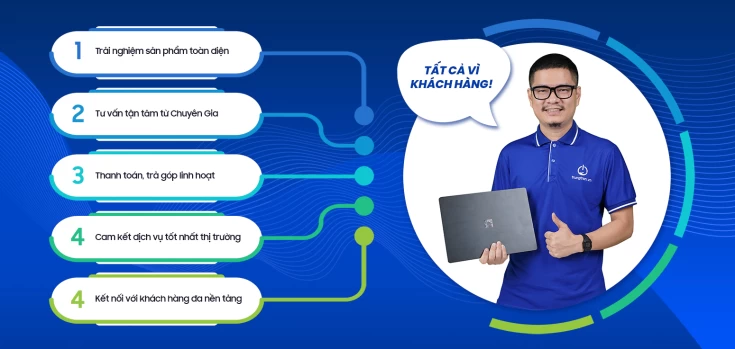 1 Trải nghiệm sản phẩm toàn diện
2 Tư vấn tận tâm từ Chuyên Gia
3 Thanh toán, trả góp linh hoạt
4 Cam kết dịch vụ tốt nhất thị trường
4 Kết nối với khách hàng đa nền tảng
TẤT CẢ VÌ
KHÁCH HÀNG!